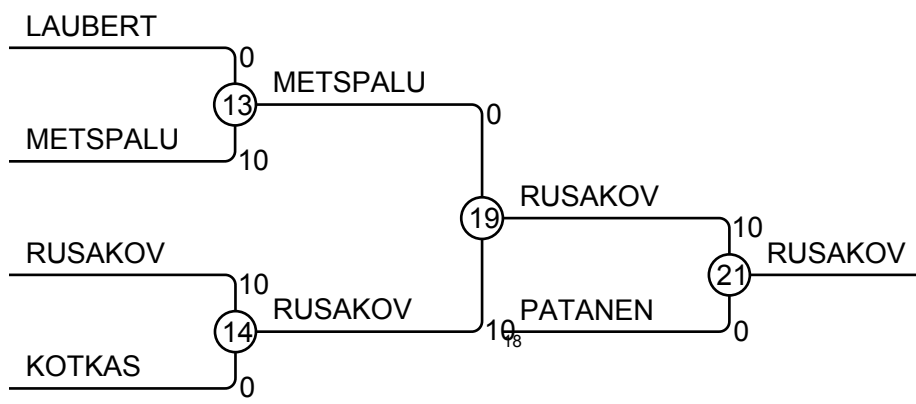 LAUBERT
0
13
METSPALU
0
METSPALU
10
19
RUSAKOV
10
RUSAKOV
10
21
RUSAKOV
14
RUSAKOV
10
18
PATANEN
0
KOTKAS
0